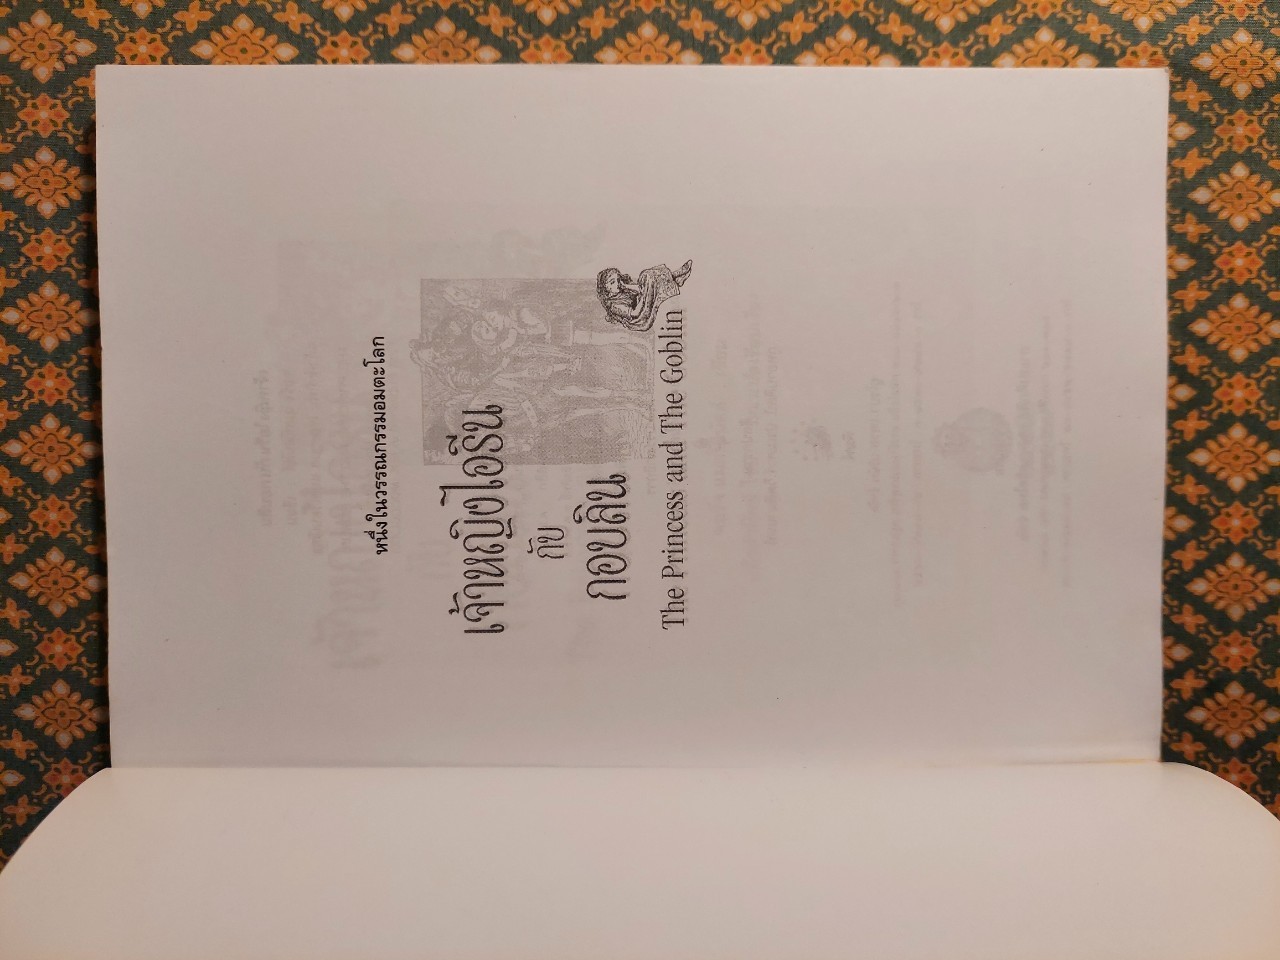 หนึ่งในวรรณกรรมอมตะโลก
เจ้าหญิงไอรีน
กับ
กอบลิน
The Princess and The Goblin